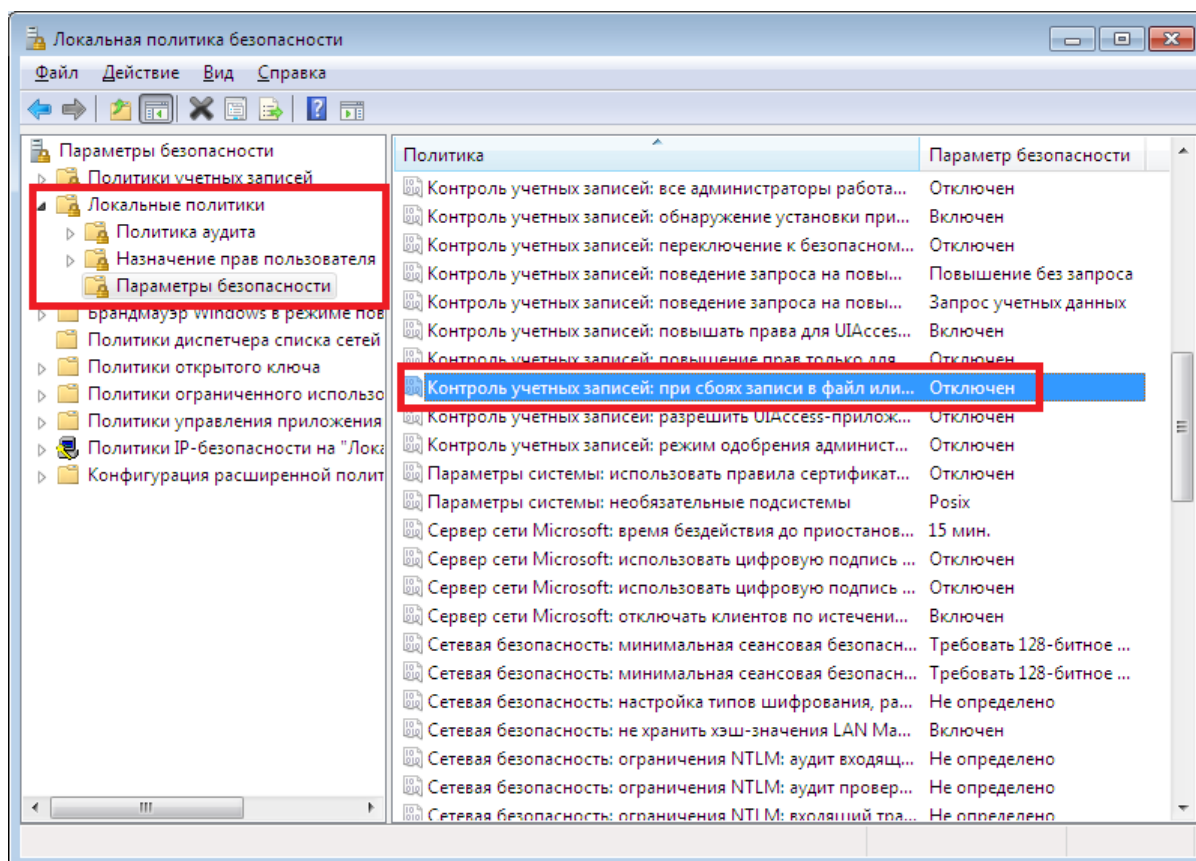 Локальная политика безопасности
Файл Действие Вид Справка
Параметры безопасности
Политики учетных записей
Локальные политики
Политика аудита
Назначение прав пользователя
Параметры безопасности
Брандмауэр Windows в режиме пов
Политики диспетчера списка сетей
Политики открытого ключа
Политики ограниченного использо
Политики управления приложения
Политики IP-безопасности на "Лока
Конфигурация расширенной полит
Политика Параметр безопасности
Контроль учетных записей: все администраторы работа... Отключен
Контроль учетных записей: обнаружение установки при... Включен
Контроль учетных записей: переключение к безопасном... Отключен
Контроль учетных записей: поведение запроса на повы... Повышение без запроса
Контроль учетных записей: поведение запроса на повы... Запрос учетных данных
Контроль учетных записей: повышать права для UIAcces... Включен
Контроль учетных записей: повышение прав только для ... Отключен
Контроль учетных записей: при сбоях записи в файл или... Отключен
Контроль учетных записей: разрешить UIAccess-прилож... Отключен
Контроль учетных записей: режим одобрения админист... Отключен
Параметры системы: использовать правила сертификат... Отключен
Параметры системы: необязательные подсистемы Posix
Сервер сети Microsoft: время бездействия до приостанов... 15 мин.
Сервер сети Microsoft: использовать цифровую подпись ... Отключен
Сервер сети Microsoft: использовать цифровую подпись ... Отключен
Сервер сети Microsoft: отключать клиентов по истечени... Включен
Сетевая безопасность: минимальная сеансовая безопасн... Требовать 128-битное ...
Сетевая безопасность: минимальная сеансовая безопасн... Требовать 128-битное ...
Сетевая безопасность: настройка типов шифрования, ра... Не определено
Сетевая безопасность: не хранить хэш-значения LAN Ma... Включен
Сетевая безопасность: ограничения NTLM: аудит входящ... Не определено
Сетевая безопасность: ограничения NTLM: аудит провер... Не определено
Сетевая безопасность: ограничения NTLM: входящий тра... Не определено